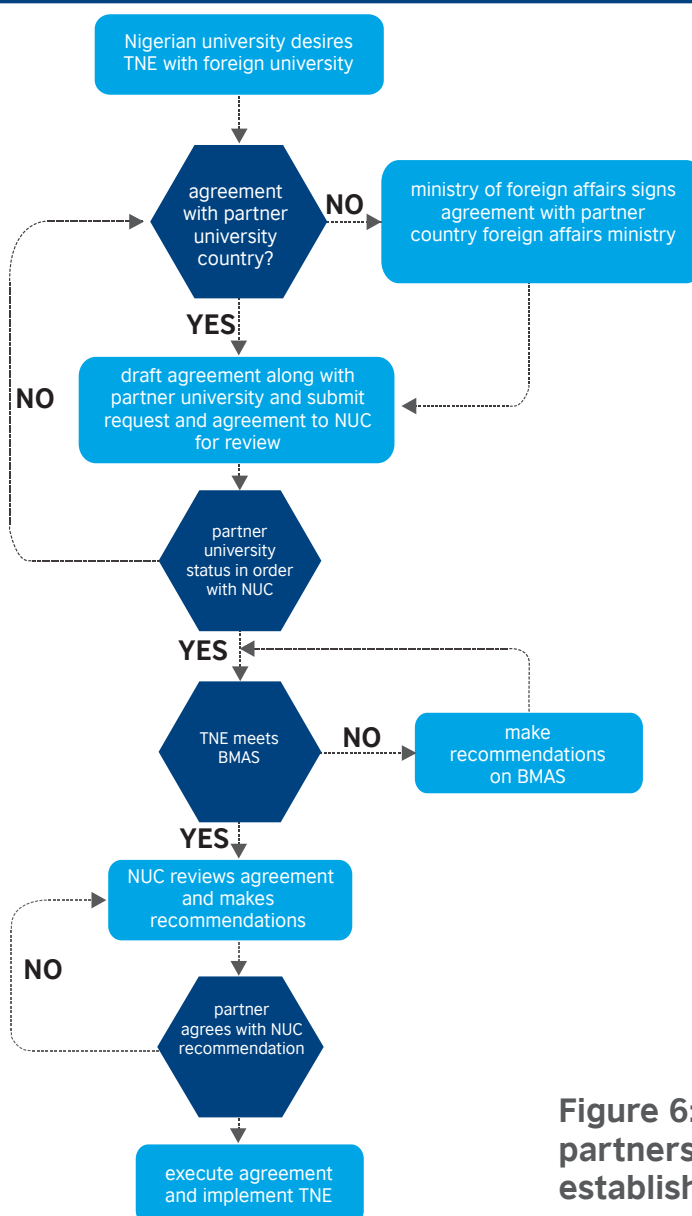 Nigerian university desires
TNE with foreign university
agreement
with partner
university
country?
NO
ministry of foreign affairs signs
agreement with partner
country foreign affairs ministry
YES
draft agreement along with
partner university and submit
request and agreement to NUC
for review
NO
partner
university
status in order
with NUC
YES
TNE meets
BMAS
NO
make
recommendations
on BMAS
YES
NUC reviews agreement
and makes
recommendations
NO
partner
agrees with NUC
recommendation
execute agreement
and implement TNE
Figure 6:
partners
establish